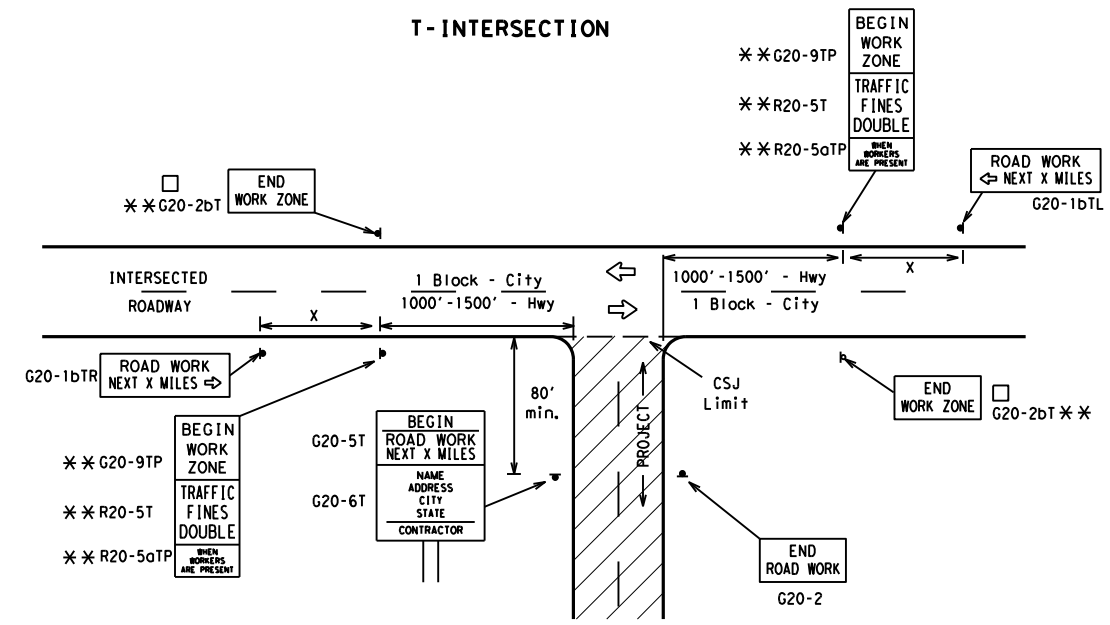 T-INTERSECTION
** G20-9TP
BEGIN
WORK
ZONE
** R20-5T
TRAFFIC
FINES
DOUBLE
** R20-5aTP
WHEN
WORKERS
ARE PRESENT
ROAD WORK
⇦ NEXT X MILES
G20-1bTL
□
** G20-2bT
END
WORK ZONE
INTERSECTED
ROADWAY
1 Block - City
1000'-1500' - Hwy
1000'-1500' - Hwy
1 Block - City
X
X
G20-1bTR
ROAD WORK
NEXT X MILES ⇨
80'
min.
PROJECT
CSJ
Limit
END
WORK ZONE
□
G20-2bT **
** G20-9TP
BEGIN
WORK
ZONE
** R20-5T
TRAFFIC
FINES
DOUBLE
** R20-5aTP
WHEN
WORKERS
ARE PRESENT
G20-5T
BEGIN
ROAD WORK
NEXT X MILES
G20-6T
NAME
ADDRESS
CITY
STATE
CONTRACTOR
END
ROAD WORK
G20-2